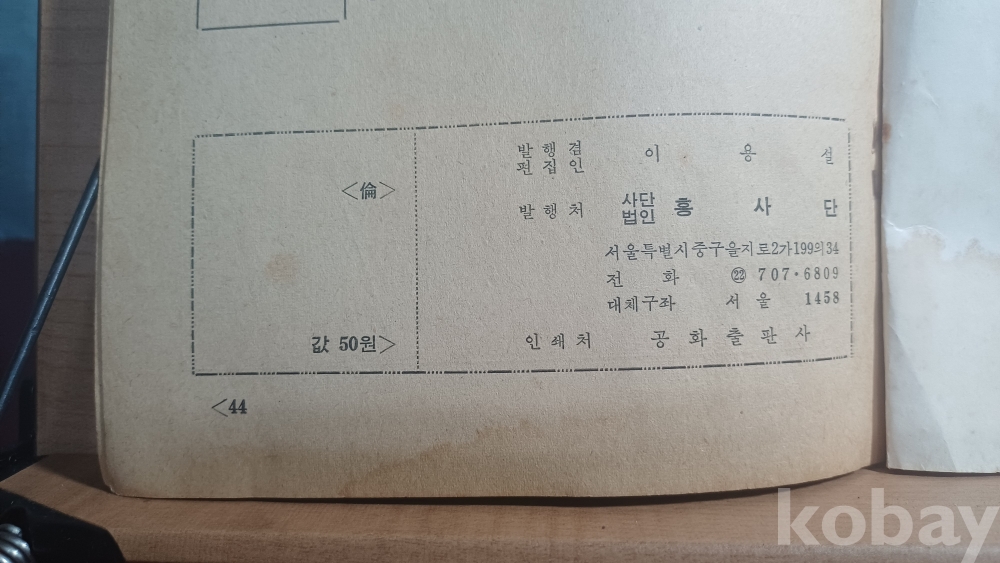 <倫>
값 50원>
발행겸
편집인 이용설
발행처 사단법인 흥사단
서울특별시중구을지로2가199의34
전화 ㉒ 707·6809
대체구좌 서울 1458
인쇄처 공화출판사
<44
kobay